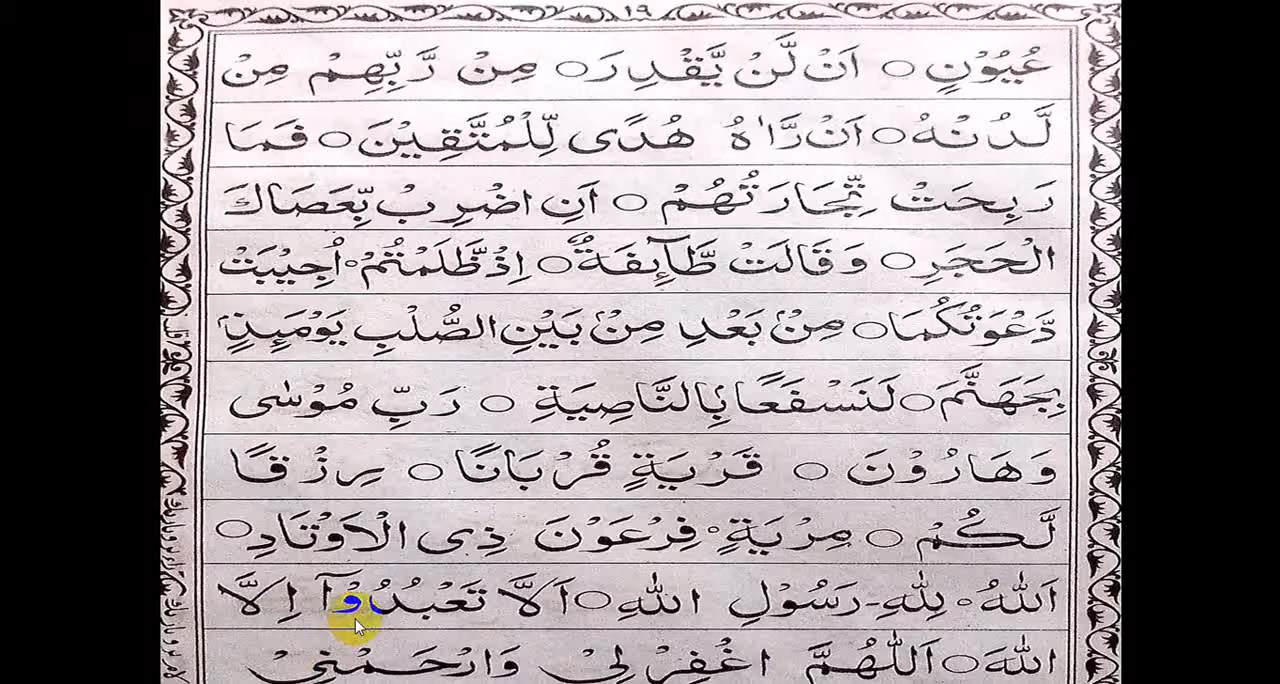 ١٩
عُيُوْنٍ ○ اَنْ لَّنْ يَّقْدِرَ ○ مِنْ رَّبِّهِمْ مِنْ
لَّدُنْهُ ○ اَنْ رَّاٰهُ هُدًى لِّلْمُتَّقِيْنَ ○ فَمَا
رَبِحَتْ تِّجَارَتُهُمْ ○ اَنِ اضْرِبْ بِّعَصَاكَ
الْحَجَرِ ○ وَقَالَتْ طَّآئِفَةٌ ○ اِذْ ظَّلَمْتُمْ ○ اُجِيْبَتْ
دَّعْوَتُكُمَا ○ مِنْۢ بَعْدِ مِنْۢ بَيْنِ الصُّلْبِ يَوْمَئِذٍۢ
بِجَهَنَّمَ ○ لَنَسْفَعًۢا بِالنَّاصِيَةِ ○ رَبِّ مُوْسٰى
وَهَارُوْنَ ○ قَرْيَةٍ قُرْبَانًا ○ رِزْقًا
لَّكُمْ ○ مِرْيَةٍ ○ فِرْعَوْنَ ذِى الْاَوْتَادِ ○
اَللّٰهُ ○ لِلّٰهِ - رَسُوْلِ اللّٰهِ ○ اَلَّا تَعْبُدُوْآ اِلَّا
اللّٰهَ ○ اَللّٰهُمَّ اغْفِرْ لِيْ وَارْحَمْنِيْ